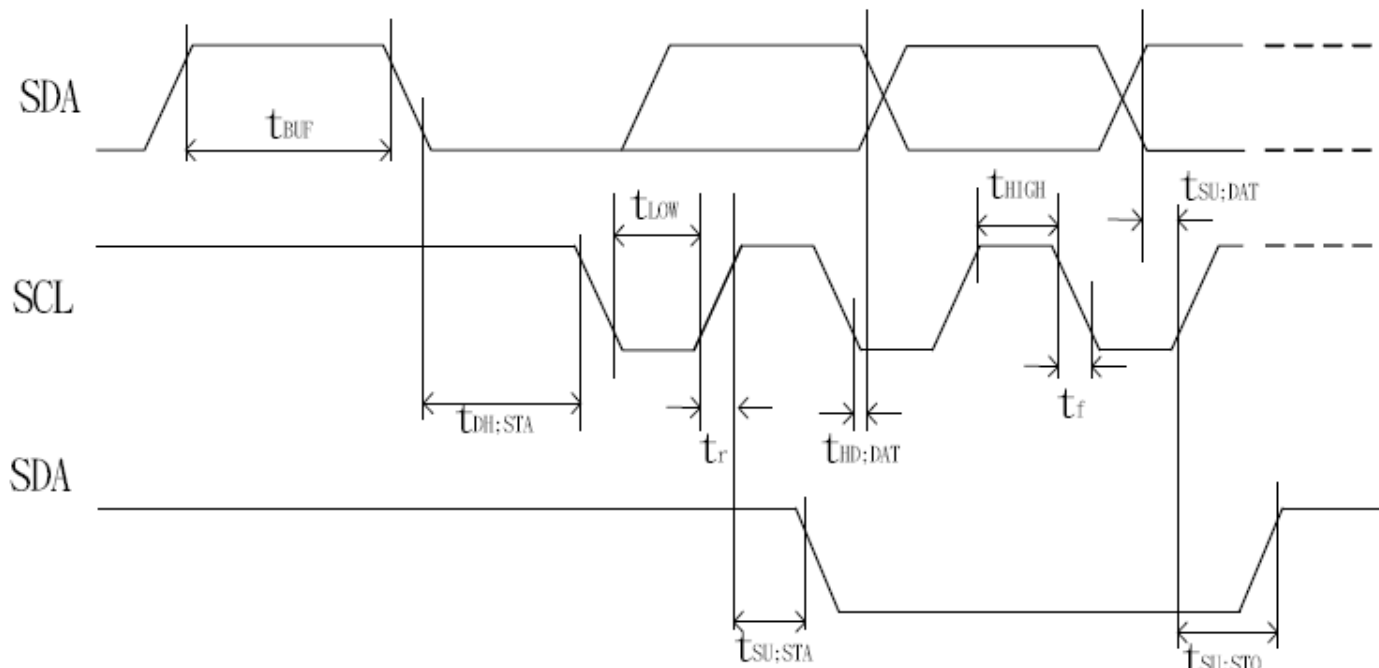 SDA
tBUF
tHIGH
tSU;DAT
tLOW
SCL
tDH;STA
tr
tHD;DAT
tf
SDA
tSU;STA
tSU;STO